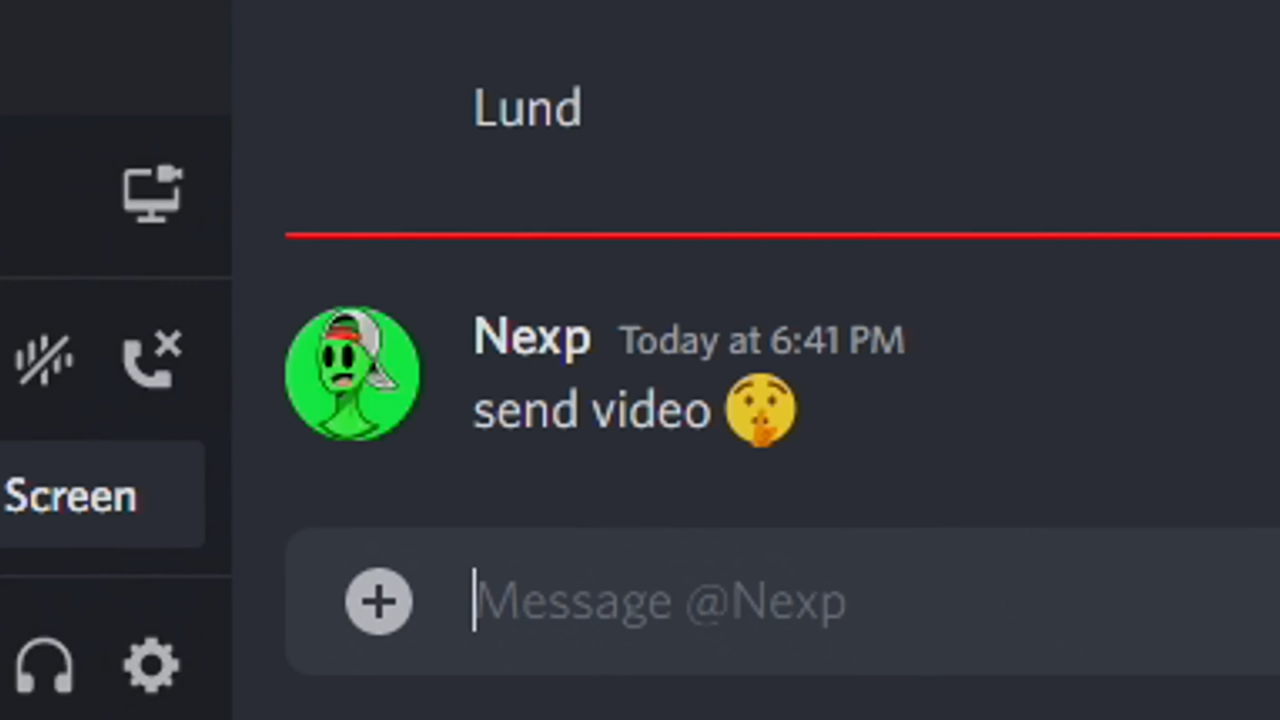 Lund
Nexp Today at 6:41 PM
send video 🤫
Screen
Message @Nexp